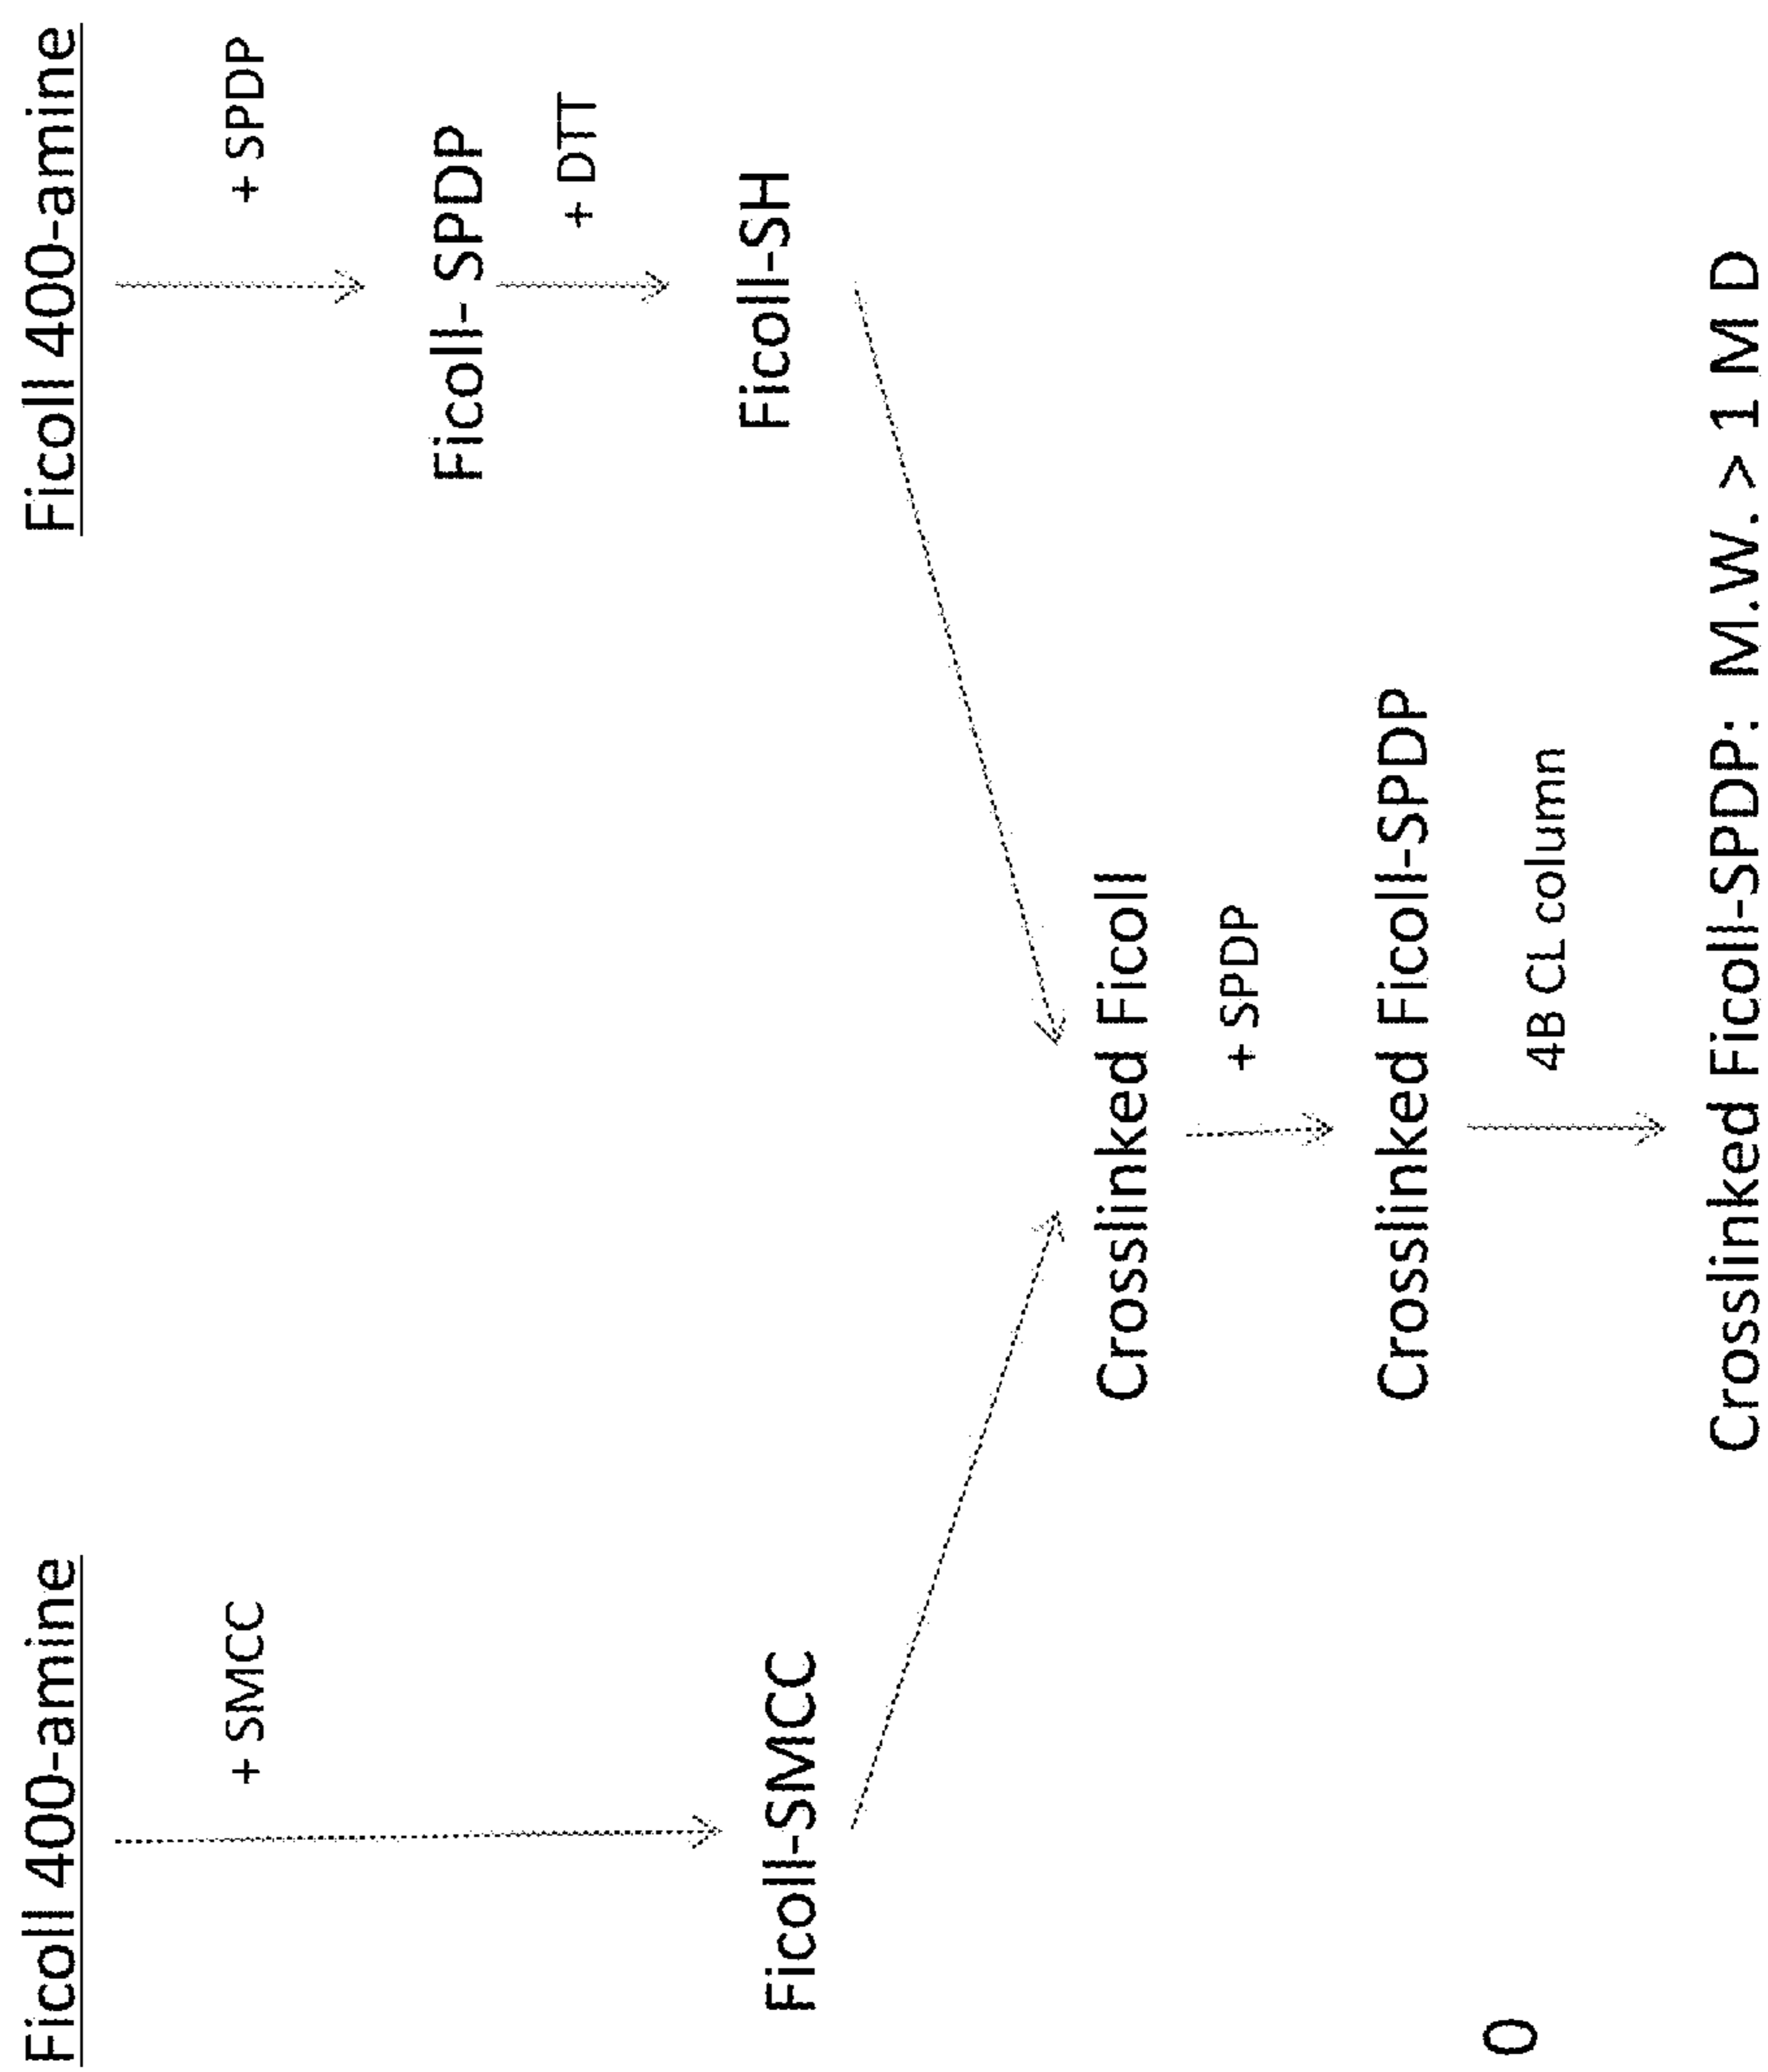 Ficoll 400-amine
Ficoll 400-amine
+ SMCC
+ SPDP
Ficoll- SPDP
+ DTT
Ficoll-SMCC
Ficoll-SH
Crosslinked Ficoll
+ SPDP
Crosslinked Ficoll-SPDP
0
4B CL column
Crosslinked Ficoll-SPDP: M.W. > 1 M D